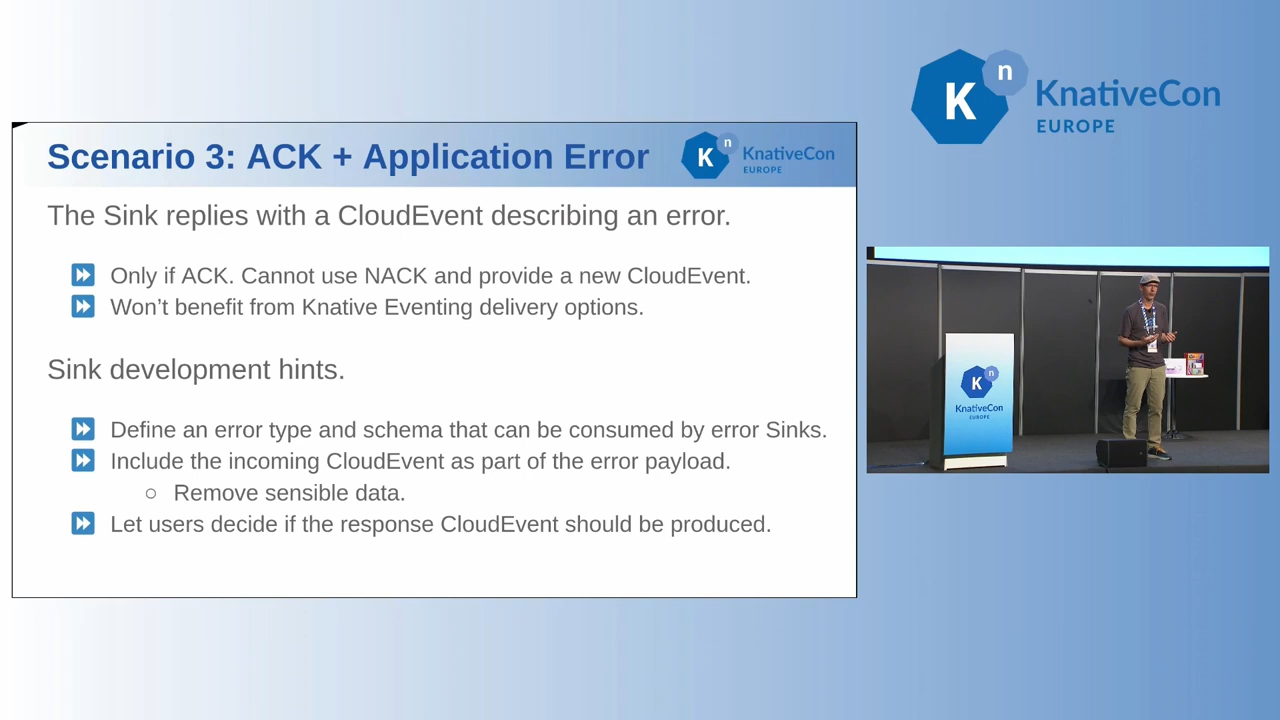 K n KnativeCon
EUROPE
Scenario 3: ACK + Application Error
K n KnativeCon
EUROPE
The Sink replies with a CloudEvent describing an error.
Only if ACK. Cannot use NACK and provide a new CloudEvent.
Won’t benefit from Knative Eventing delivery options.
Sink development hints.
Define an error type and schema that can be consumed by error Sinks.
Include the incoming CloudEvent as part of the error payload.
Remove sensible data.
Let users decide if the response CloudEvent should be produced.
K n
KnativeCon
EUROPE